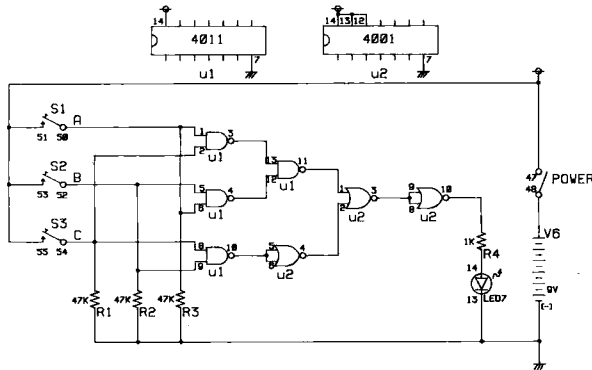 14
4011
7
u1
14 13 12
4001
7
u2
S1
A
51 50
S2
B
53 52
S3
C
55 54
1
2
3
u1
5
6
4
u1
8
9
10
u1
13
12
11
u1
5
6
4
u2
1
2
3
u2
9
8
10
u2
47
48
POWER
1K
R4
14
13
LED7
V6
9V
(-)
47K
R1
47K
R2
47K
R3